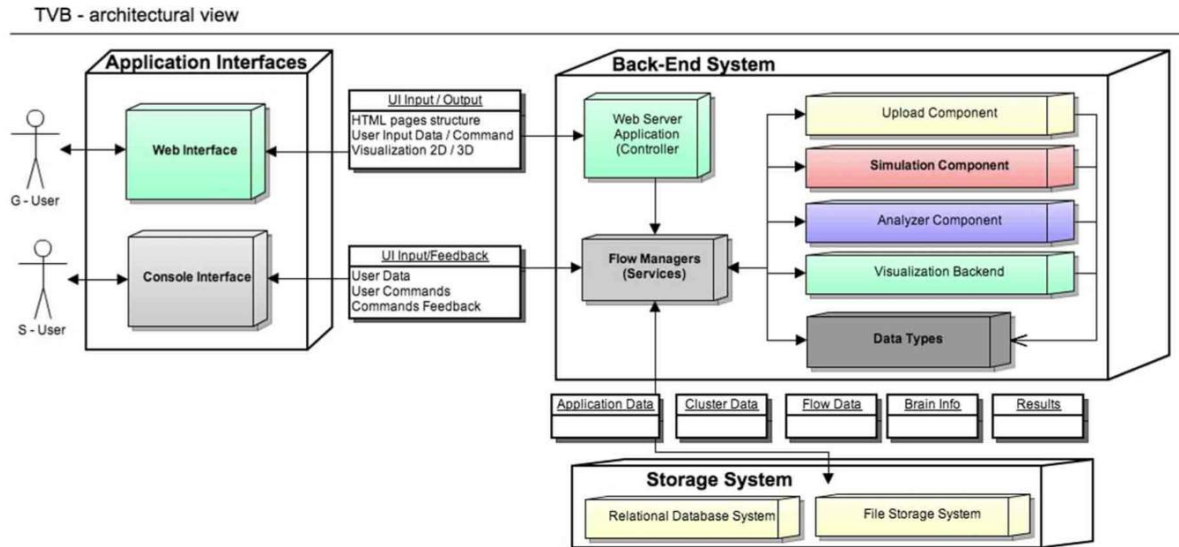 TVB - architectural view
Application Interfaces
Back-End System
UI Input / Output
HTML pages structure
User Input Data / Command
Visualization 2D / 3D
Web Interface
G - User
Web Server
Application
(Controller
Upload Component
Simulation Component
Analyzer Component
Visualization Backend
Data Types
Console Interface
S - User
UI Input/Feedback
User Data
User Commands
Commands Feedback
Flow Managers
(Services)
Application Data
Cluster Data
Flow Data
Brain Info
Results
Storage System
Relational Database System
File Storage System